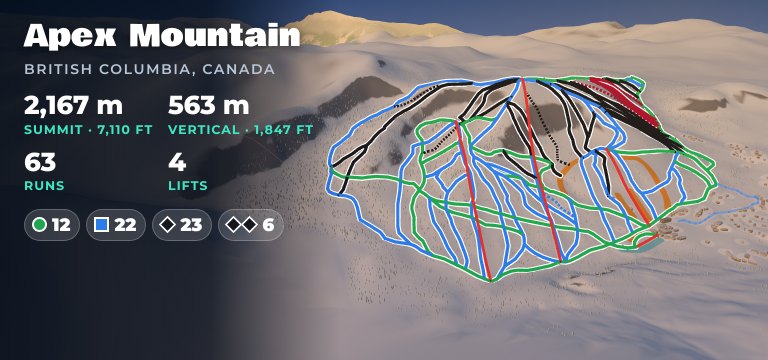 Apex Mountain
BRITISH COLUMBIA, CANADA
2,167 m 563 m
SUMMIT · 7,110 FT VERTICAL · 1,847 FT
63 4
RUNS LIFTS
12 22 23 6